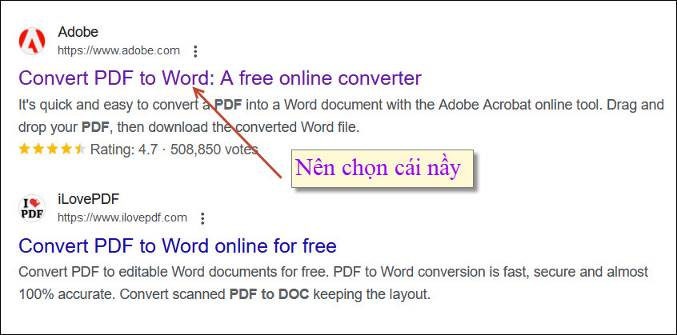 Adobe
https://www.adobe.com
Convert PDF to Word: A free online converter
It's quick and easy to convert a PDF into a Word document with the Adobe Acrobat online tool. Drag and
drop your PDF, then download the converted Word file.
Rating: 4.7 · 508,850 votes
Nên chọn cái nầy
I ♥
PDF
iLovePDF
https://www.ilovepdf.com
Convert PDF to Word online for free
Convert PDF to editable Word documents for free. PDF to Word conversion is fast, secure and almost
100% accurate. Convert scanned PDF to DOC keeping the layout.